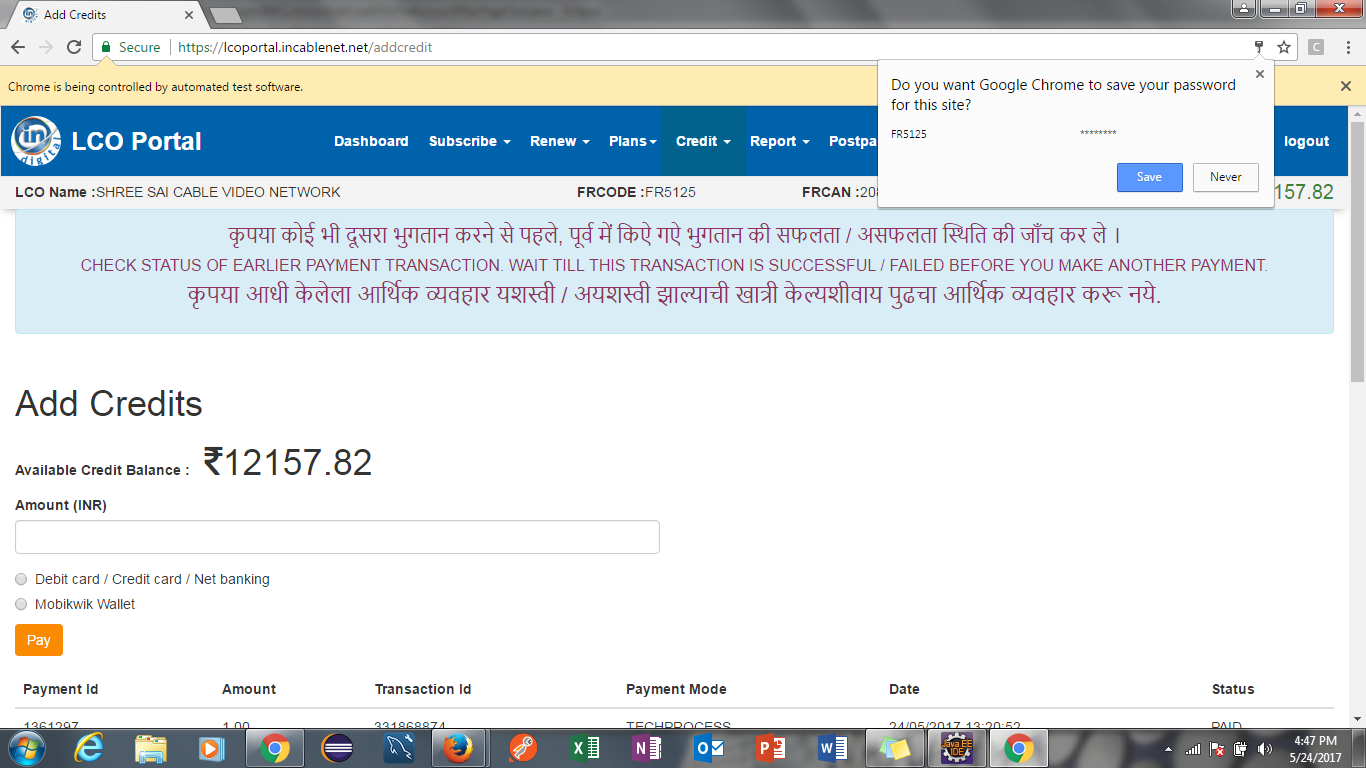 Add Credits
Secure
https://lcoportal.incablenet.net/addcredit
Chrome is being controlled by automated test software.
Do you want Google Chrome to save your password
for this site?
FR5125 ********
Save Never
in digital
LCO Portal
Dashboard Subscribe Renew Plans Credit Report Postpa logout
LCO Name :SHREE SAI CABLE VIDEO NETWORK FRCODE :FR5125 FRCAN :20 157.82
कृपया कोई भी दूसरा भुगतान करने से पहले, पूर्व में किऐ गऐ भुगतान की सफलता / असफलता स्थिति की जाँच कर ले ।
CHECK STATUS OF EARLIER PAYMENT TRANSACTION. WAIT TILL THIS TRANSACTION IS SUCCESSFUL / FAILED BEFORE YOU MAKE ANOTHER PAYMENT.
कृपया आधी केलेला आर्थिक व्यवहार यशस्वी / अयशस्वी झाल्याची खात्री केल्यशीवाय पुढचा आर्थिक व्यवहार करू नये.
Add Credits
Available Credit Balance : ₹12157.82
Amount (INR)
Debit card / Credit card / Net banking
Mobikwik Wallet
Pay
Payment Id Amount Transaction Id Payment Mode Date Status
1361297 1.00 331868874 TECHPROCESS 24/05/2017 13:20:52 PAID
Java EE
IDE
4:47 PM
5/24/2017